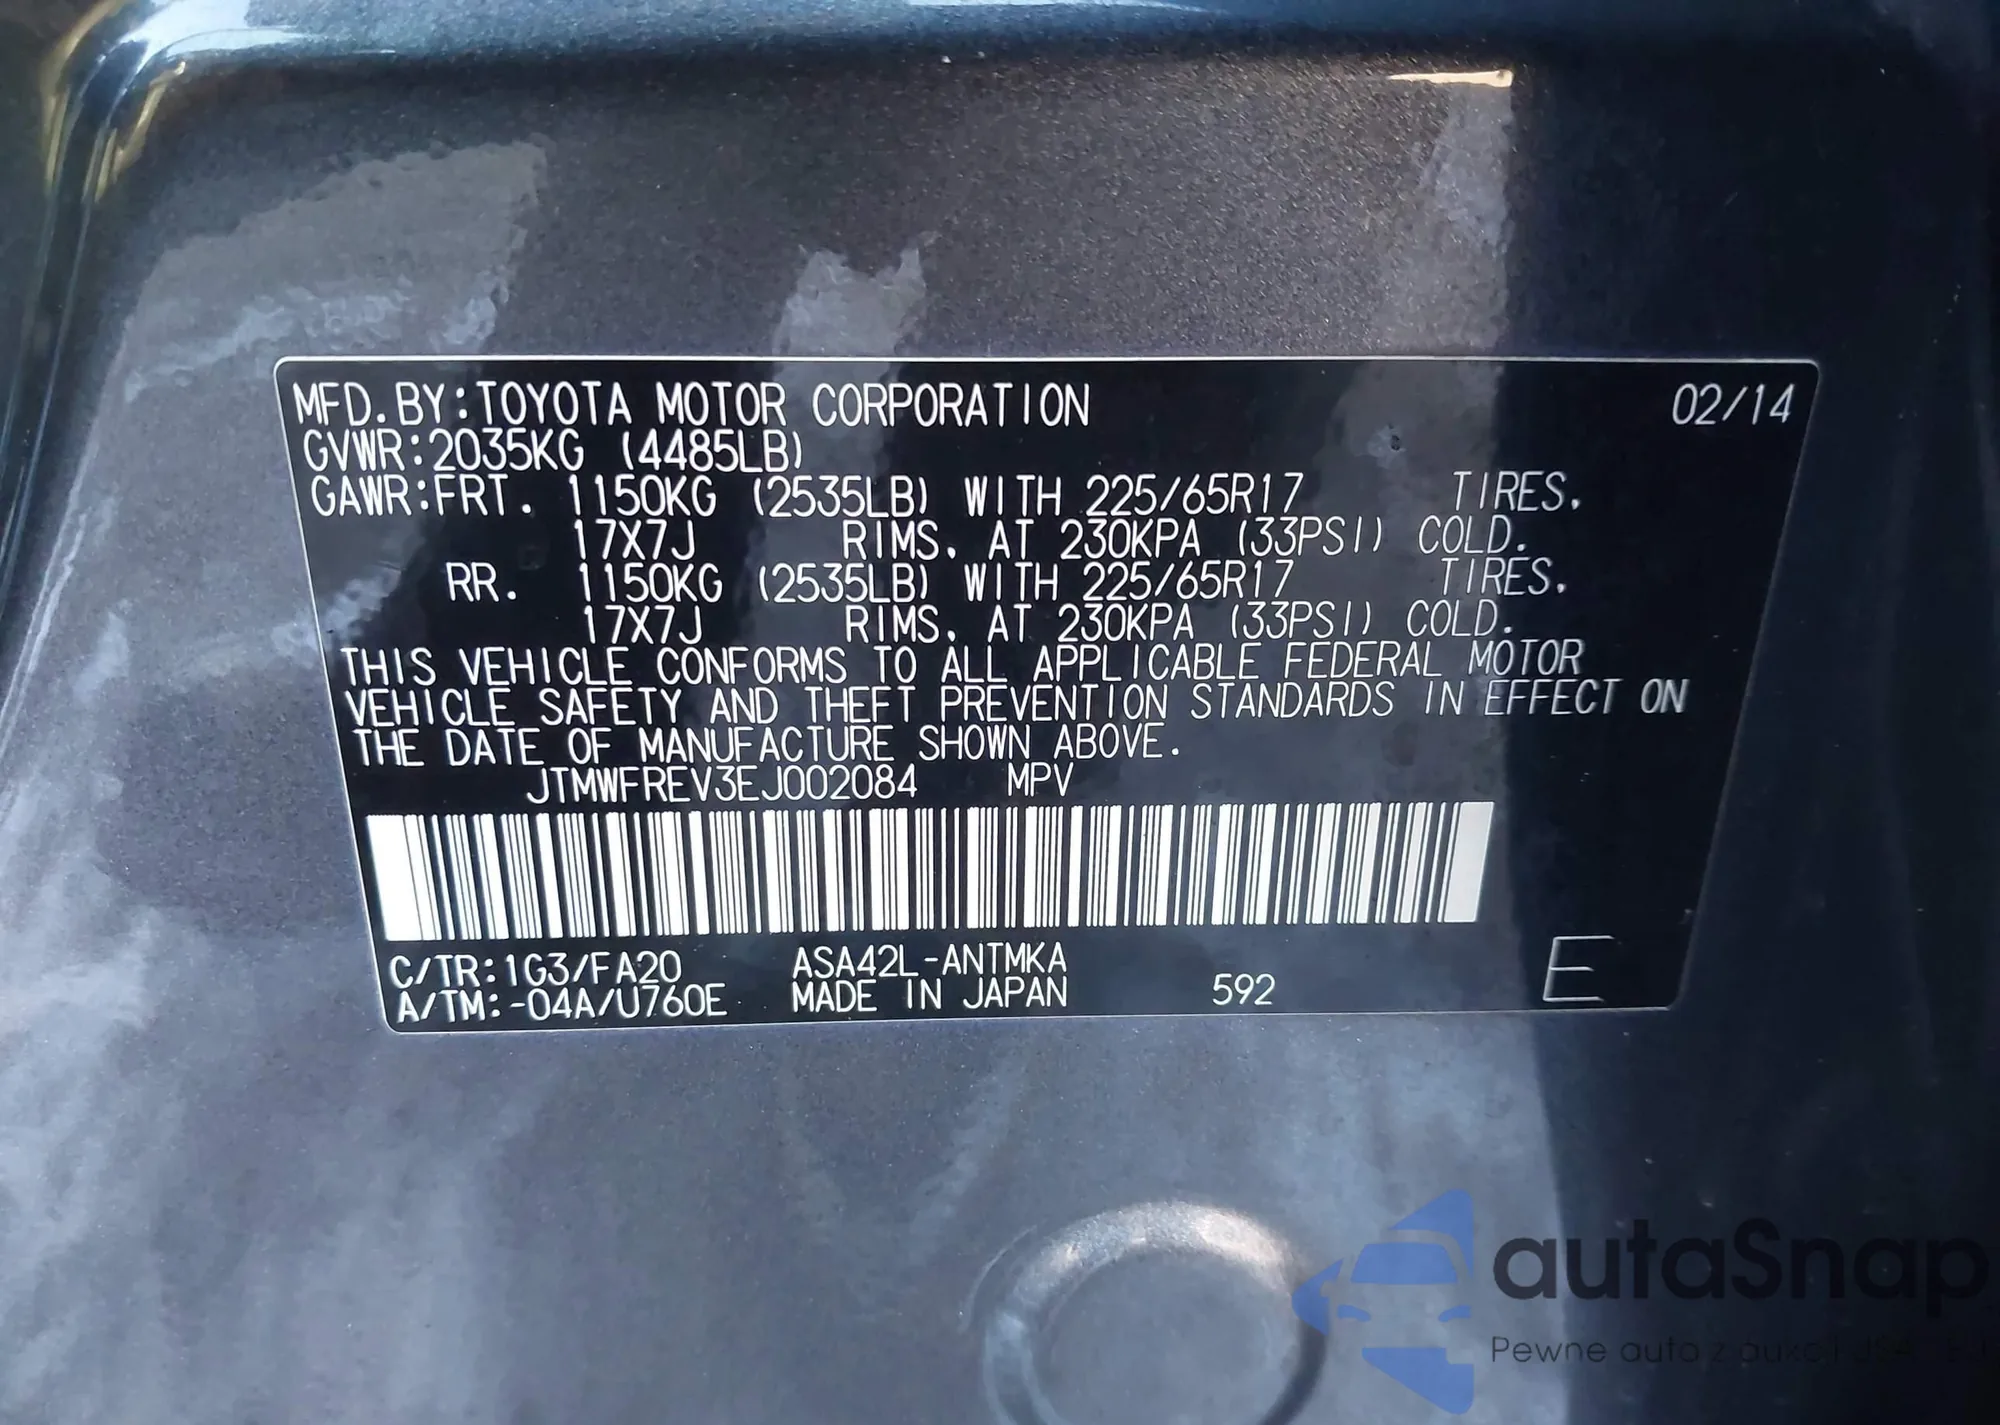 MFD.BY:TOYOTA MOTOR CORPORATION 02/14
GVWR:2035KG (4485LB)
GAWR:FRT. 1150KG (2535LB) WITH 225/65R17 TIRES.
17X7J RIMS. AT 230KPA (33PSI) COLD.
RR. 1150KG (2535LB) WITH 225/65R17 TIRES.
17X7J RIMS. AT 230KPA (33PSI) COLD.
THIS VEHICLE CONFORMS TO ALL APPLICABLE FEDERAL MOTOR
VEHICLE SAFETY AND THEFT PREVENTION STANDARDS IN EFFECT ON
THE DATE OF MANUFACTURE SHOWN ABOVE.
JTMWFREV3EJ002084 MPV
C/TR:1G3/FA20 ASA42L-ANTMKA
A/TM:-04A/U760E MADE IN JAPAN 592 E
autaSnap
Pewne auta z aukcji